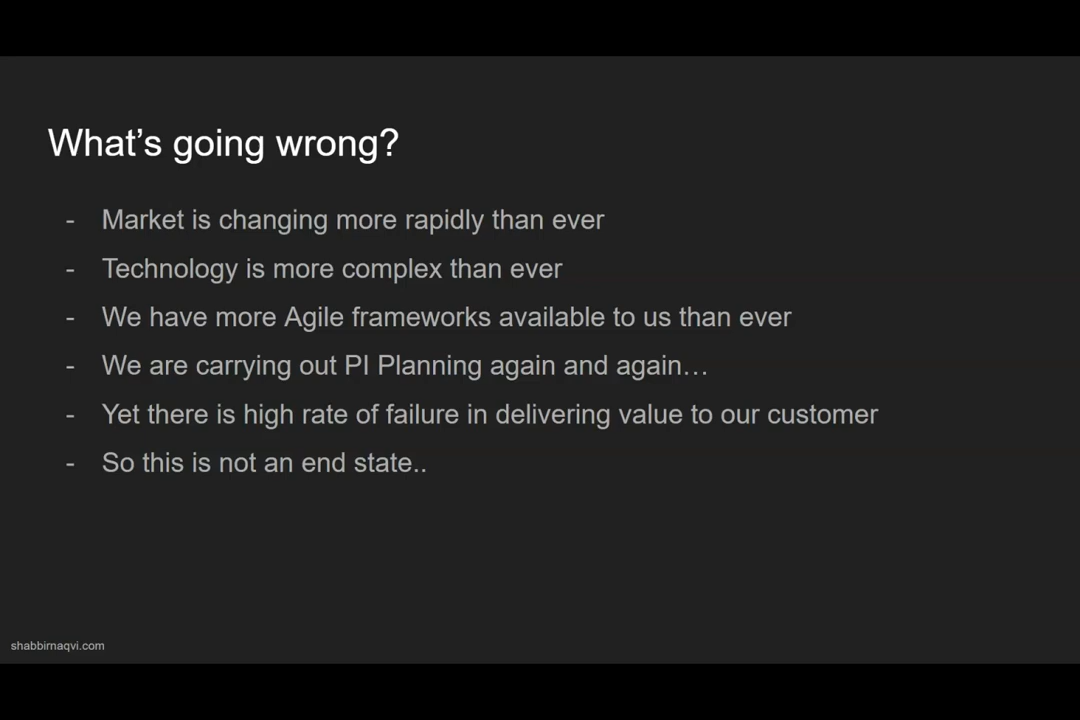 What's going wrong?
- Market is changing more rapidly than ever
- Technology is more complex than ever
- We have more Agile frameworks available to us than ever
- We are carrying out PI Planning again and again…
- Yet there is high rate of failure in delivering value to our customer
- So this is not an end state..
shabbirnaqvi.com